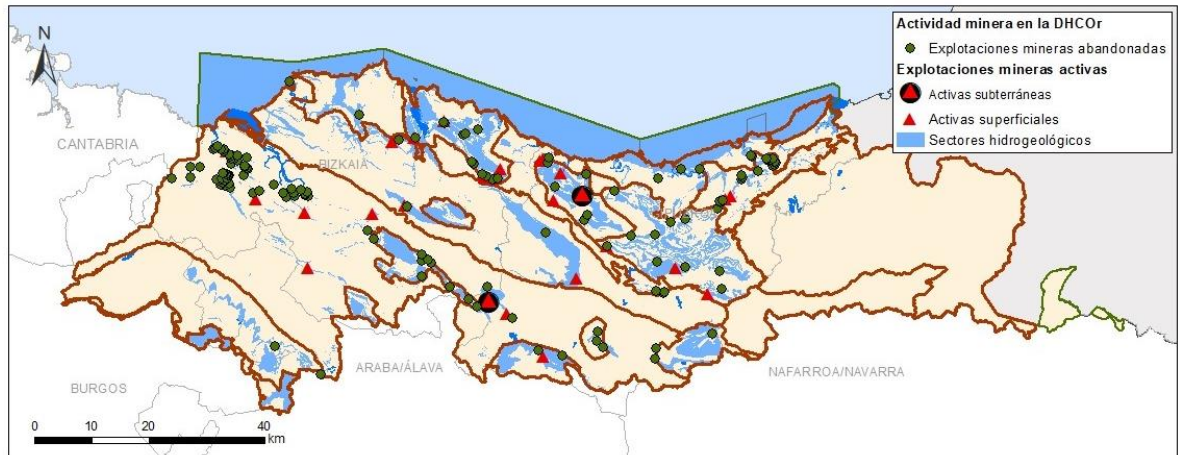 N
Actividad minera en la DHCOr
Explotaciones mineras abandonadas
Explotaciones mineras activas
Activas subterráneas
Activas superficiales
Sectores hidrogeológicos
CANTABRIA
BIZKAIA
ARABA/ÁLAVA
NAFARROA/NAVARRA
BURGOS
0 10 20 40
km